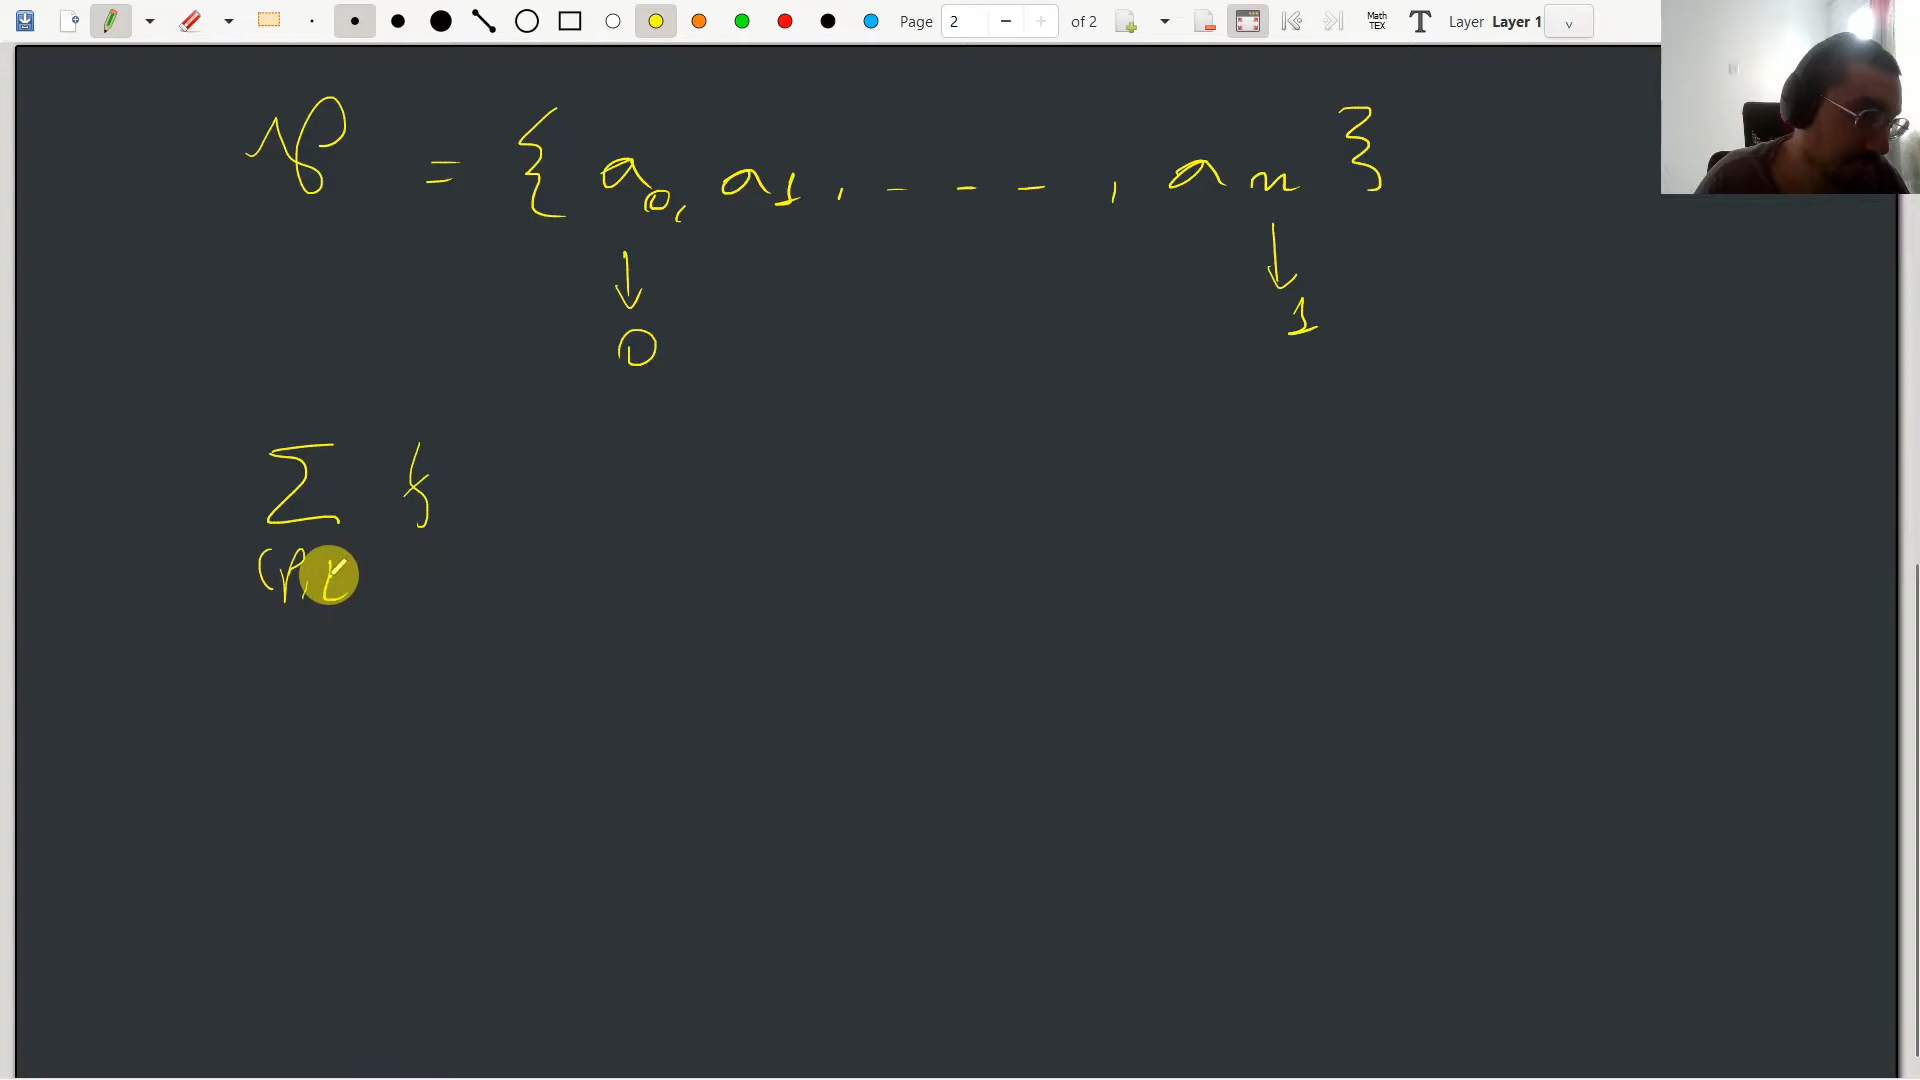 Page 2 of 2 Math TEX T Layer Layer 1
𝒫 = { a₀, a₁, - - - , aₙ }
↓ ↓
0 1
Σ f
(P, t